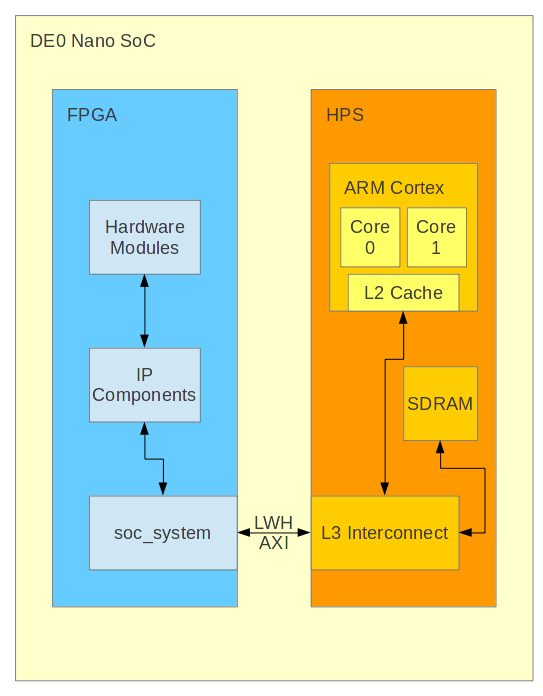 DE0 Nano SoC
FPGA
Hardware
Modules
IP
Components
soc_system
LWH
AXI
HPS
ARM Cortex
Core
0
Core
1
L2 Cache
SDRAM
L3 Interconnect